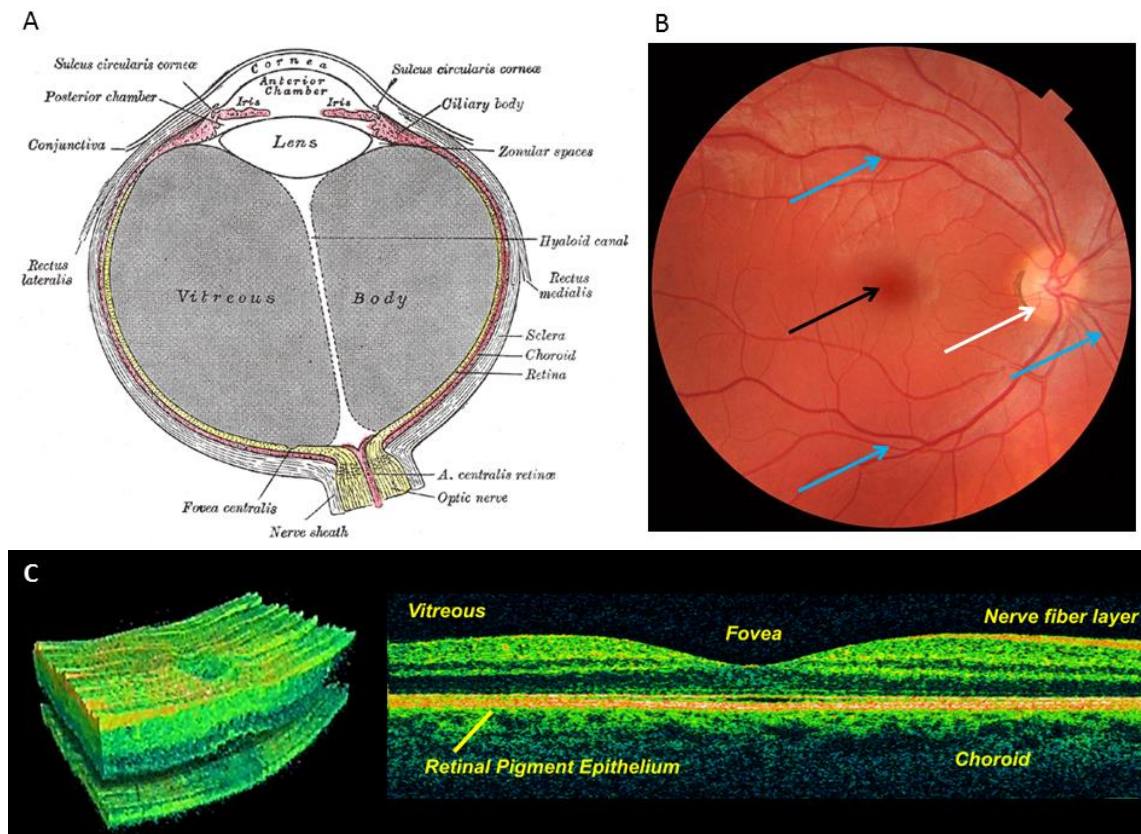 A
Sulcus circularis corneæ
Cornea
Sulcus circularis corneæ
Anterior
Chamber
Posterior chamber
Iris
Iris
Ciliary body
Conjunctiva
Lens
Zonular spaces
Hyaloid canal
Rectus
lateralis
Rectus
medialis
Vitreous
Body
Sclera
Choroid
Retina
A. centralis retinæ
Optic nerve
Fovea centralis
Nerve sheath
B
C
Vitreous
Fovea
Nerve fiber layer
Retinal Pigment Epithelium
Choroid